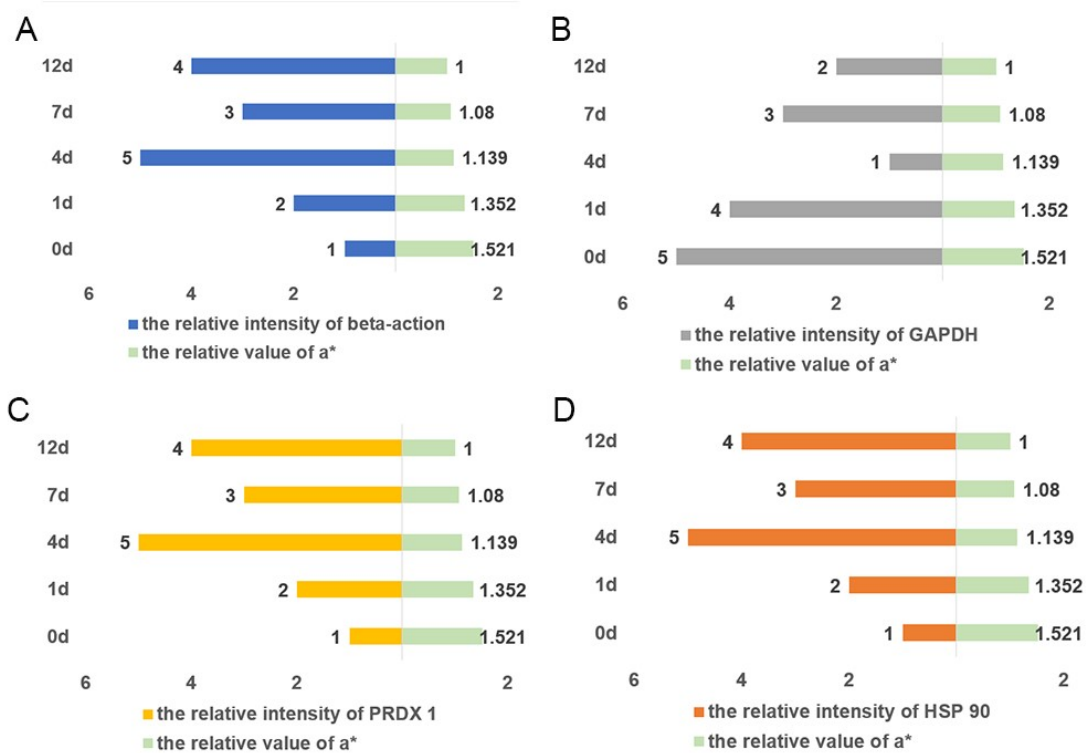 A
12d 4 1
7d 3 1.08
4d 5 1.139
1d 2 1.352
0d 1 1.521
6 4 2 2
the relative intensity of beta-action
the relative value of a*
B
12d 2 1
7d 3 1.08
4d 1 1.139
1d 4 1.352
0d 5 1.521
6 4 2 2
the relative intensity of GAPDH
the relative value of a*
C
12d 4 1
7d 3 1.08
4d 5 1.139
1d 2 1.352
0d 1 1.521
6 4 2 2
the relative intensity of PRDX 1
the relative value of a*
D
12d 4 1
7d 3 1.08
4d 5 1.139
1d 2 1.352
0d 1 1.521
6 4 2 2
the relative intensity of HSP 90
the relative value of a*